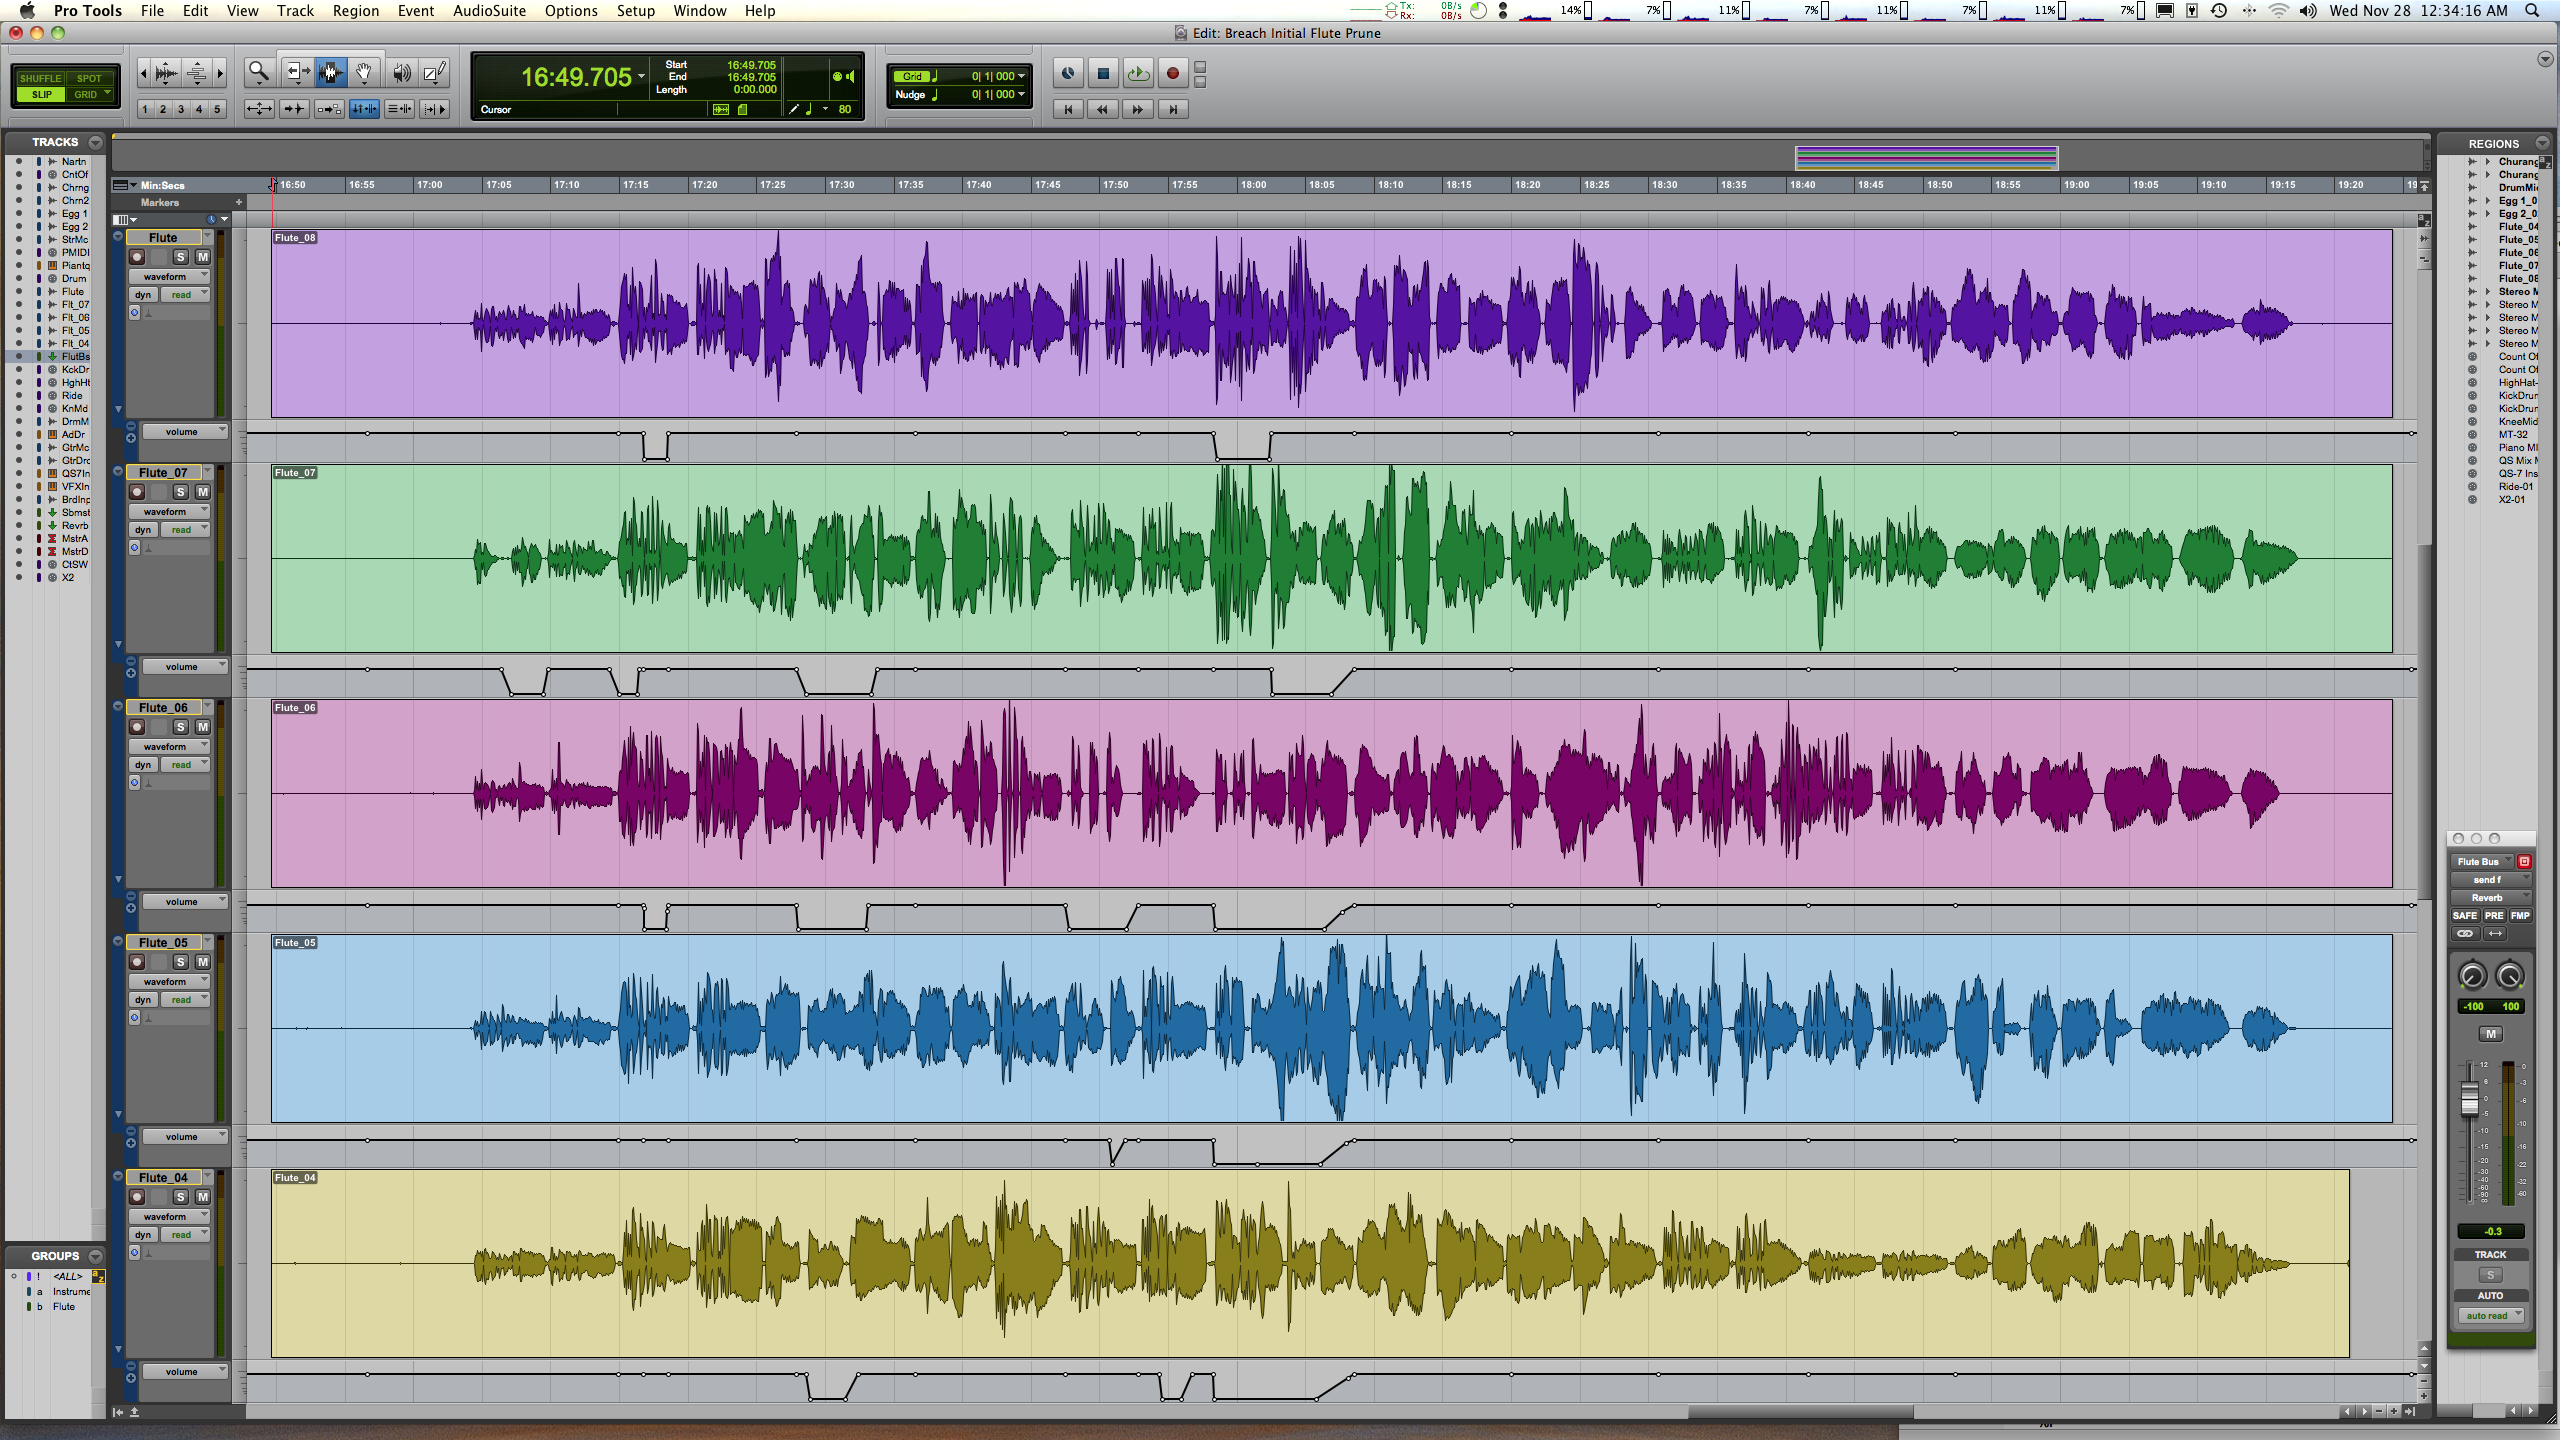 Pro Tools File Edit View Track Region Event AudioSuite Options Setup Window Help
Tx: 0B/s
Rx: 0B/s
14% 7% 11% 7% 11% 7% 11% 7%
Wed Nov 28 12:34:16 AM
Edit: Breach Initial Flute Prune
SHUFFLE SPOT
SLIP GRID
1 2 3 4 5
16:49.705
Start 16:49.705
End 16:49.705
Length 0:00.000
Cursor
80
Grid 0| 1| 000
Nudge 0| 1| 000
TRACKS
Nartn
CntOf
Chrng
Chrn2
Egg 1
Egg 2
StrMc
PMIDI
Piantq
Drum
Flute
Flt_07
Flt_06
Flt_05
Flt_04
FlutBs
KckDr
HghHt
Ride
KnMd
DrmM
AdDr
GtrMc
GtrDrc
QS7In
VFXIn
BrdInp
Sbmst
Revrb
MstrA
MstrD
CtSW
X2
GROUPS
! <ALL>
a Instrume
b Flute
Min:Secs
16:50 16:55 17:00 17:05 17:10 17:15 17:20 17:25 17:30 17:35 17:40 17:45 17:50 17:55 18:00 18:05 18:10 18:15 18:20 18:25 18:30 18:35 18:40 18:45 18:50 18:55 19:00 19:05 19:10 19:15 19:20 19
Markers
Flute
S M
waveform
dyn read
volume
Flute_08
Flute_07
S M
waveform
dyn read
volume
Flute_07
Flute_06
S M
waveform
dyn read
volume
Flute_06
Flute_05
S M
waveform
dyn read
volume
Flute_05
Flute_04
S M
waveform
dyn read
volume
Flute_04
REGIONS
Churang
Churang
DrumMi
Egg 1_0
Egg 2_0
Flute_04
Flute_05
Flute_06
Flute_07
Flute_08
Stereo M
Stereo M
Stereo M
Stereo M
Stereo M
Count Of
Count Of
HighHat-
KickDrur
KickDrur
KneeMid
MT-32
Piano MI
QS Mix M
QS-7 Ins
Ride-01
X2-01
Flute Bus
send f
Reverb
SAFE PRE FMP
-100 100
M
-0.3
TRACK
S
AUTO
auto read